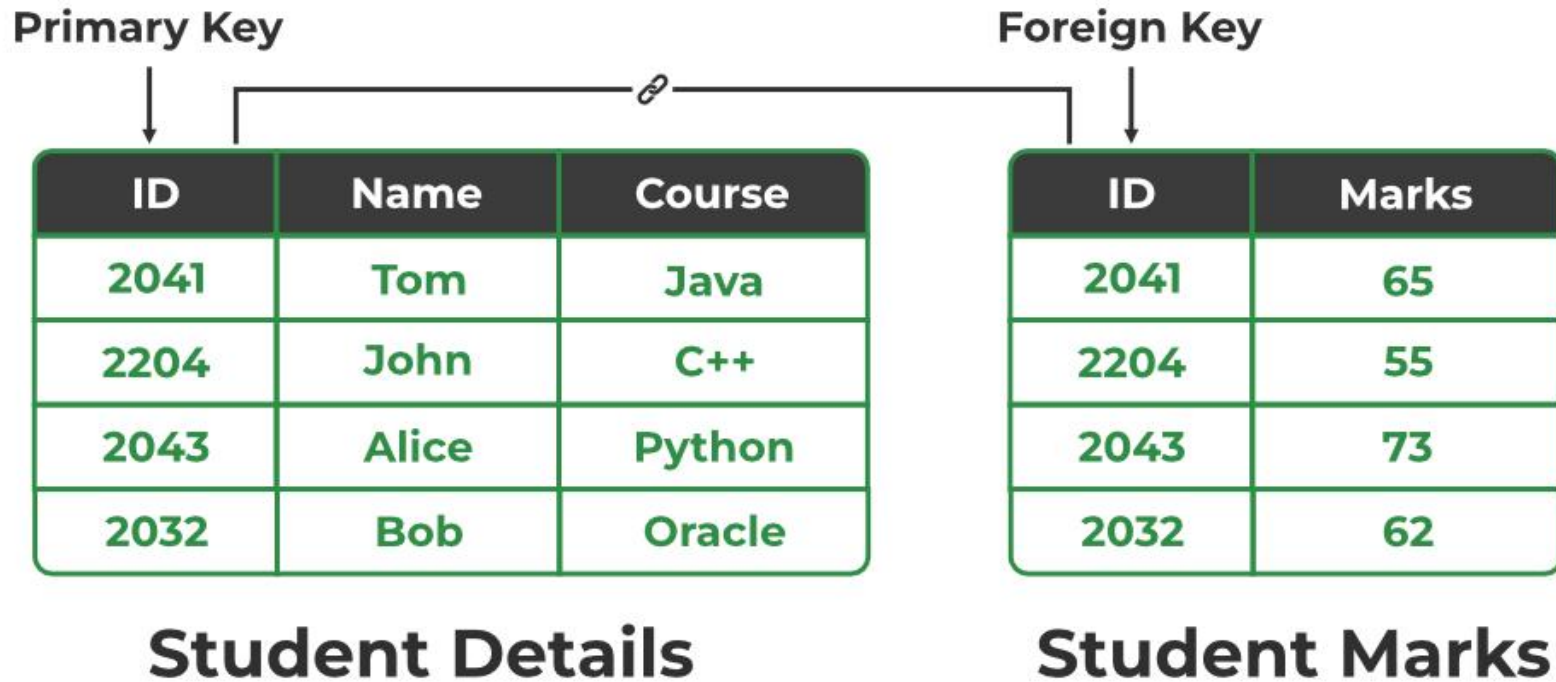 Primary Key
Foreign Key
ID Name Course
2041 Tom Java
2204 John C++
2043 Alice Python
2032 Bob Oracle
Student Details
ID Marks
2041 65
2204 55
2043 73
2032 62
Student Marks